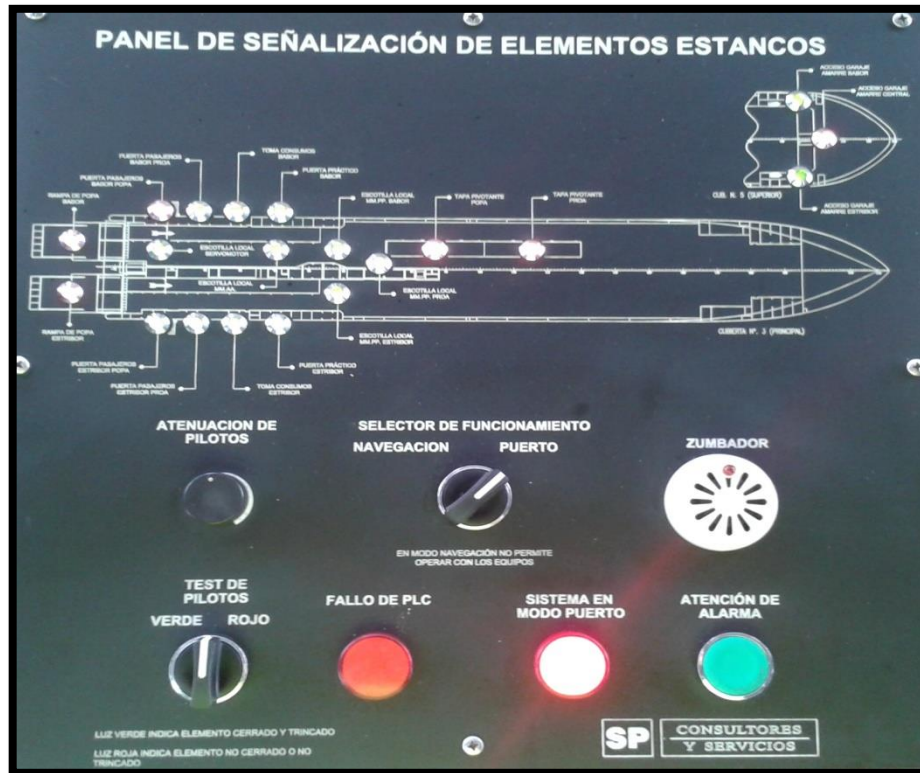 PANEL DE SEÑALIZACIÓN DE ELEMENTOS ESTANCOS
ACCESO GARAJE
AMARRE BABOR
ACCESO GARAJE
AMARRE CENTRAL
ACCESO GARAJE
AMARRE ESTRIBOR
CUB. N. 5 (SUPERIOR)
TOMA CONSUMOS
BABOR
PUERTA PASAJEROS
BABOR PROA
PUERTA PRÁCTICO
BABOR
PUERTA PASAJEROS
BABOR POPA
RAMPA DE POPA
BABOR
ESCOTILLA LOCAL
MM.PP. BABOR
TAPA PIVOTANTE
POPA
TAPA PIVOTANTE
PROA
ESCOTILLA LOCAL
SERVOMOTOR
ESCOTILLA LOCAL
MM.AA.
ESCOTILLA LOCAL
MM.PP. PROA
RAMPA DE POPA
ESTRIBOR
ESCOTILLA LOCAL
MM.PP. ESTRIBOR
CUBIERTA Nº. 3 (PRINCIPAL)
PUERTA PASAJEROS
ESTRIBOR POPA
PUERTA PASAJEROS
ESTRIBOR PROA
TOMA CONSUMOS
ESTRIBOR
PUERTA PRÁCTICO
ESTRIBOR
ATENUACION DE
PILOTOS
SELECTOR DE FUNCIONAMIENTO
NAVEGACION PUERTO
ZUMBADOR
EN MODO NAVEGACIÓN NO PERMITE
OPERAR CON LOS EQUIPOS
TEST DE
PILOTOS
VERDE ROJO
FALLO DE PLC
SISTEMA EN
MODO PUERTO
ATENCIÓN DE
ALARMA
LUZ VERDE INDICA ELEMENTO CERRADO Y TRINCADO
LUZ ROJA INDICA ELEMENTO NO CERRADO O NO
TRINCADO
SP CONSULTORES
Y SERVICIOS